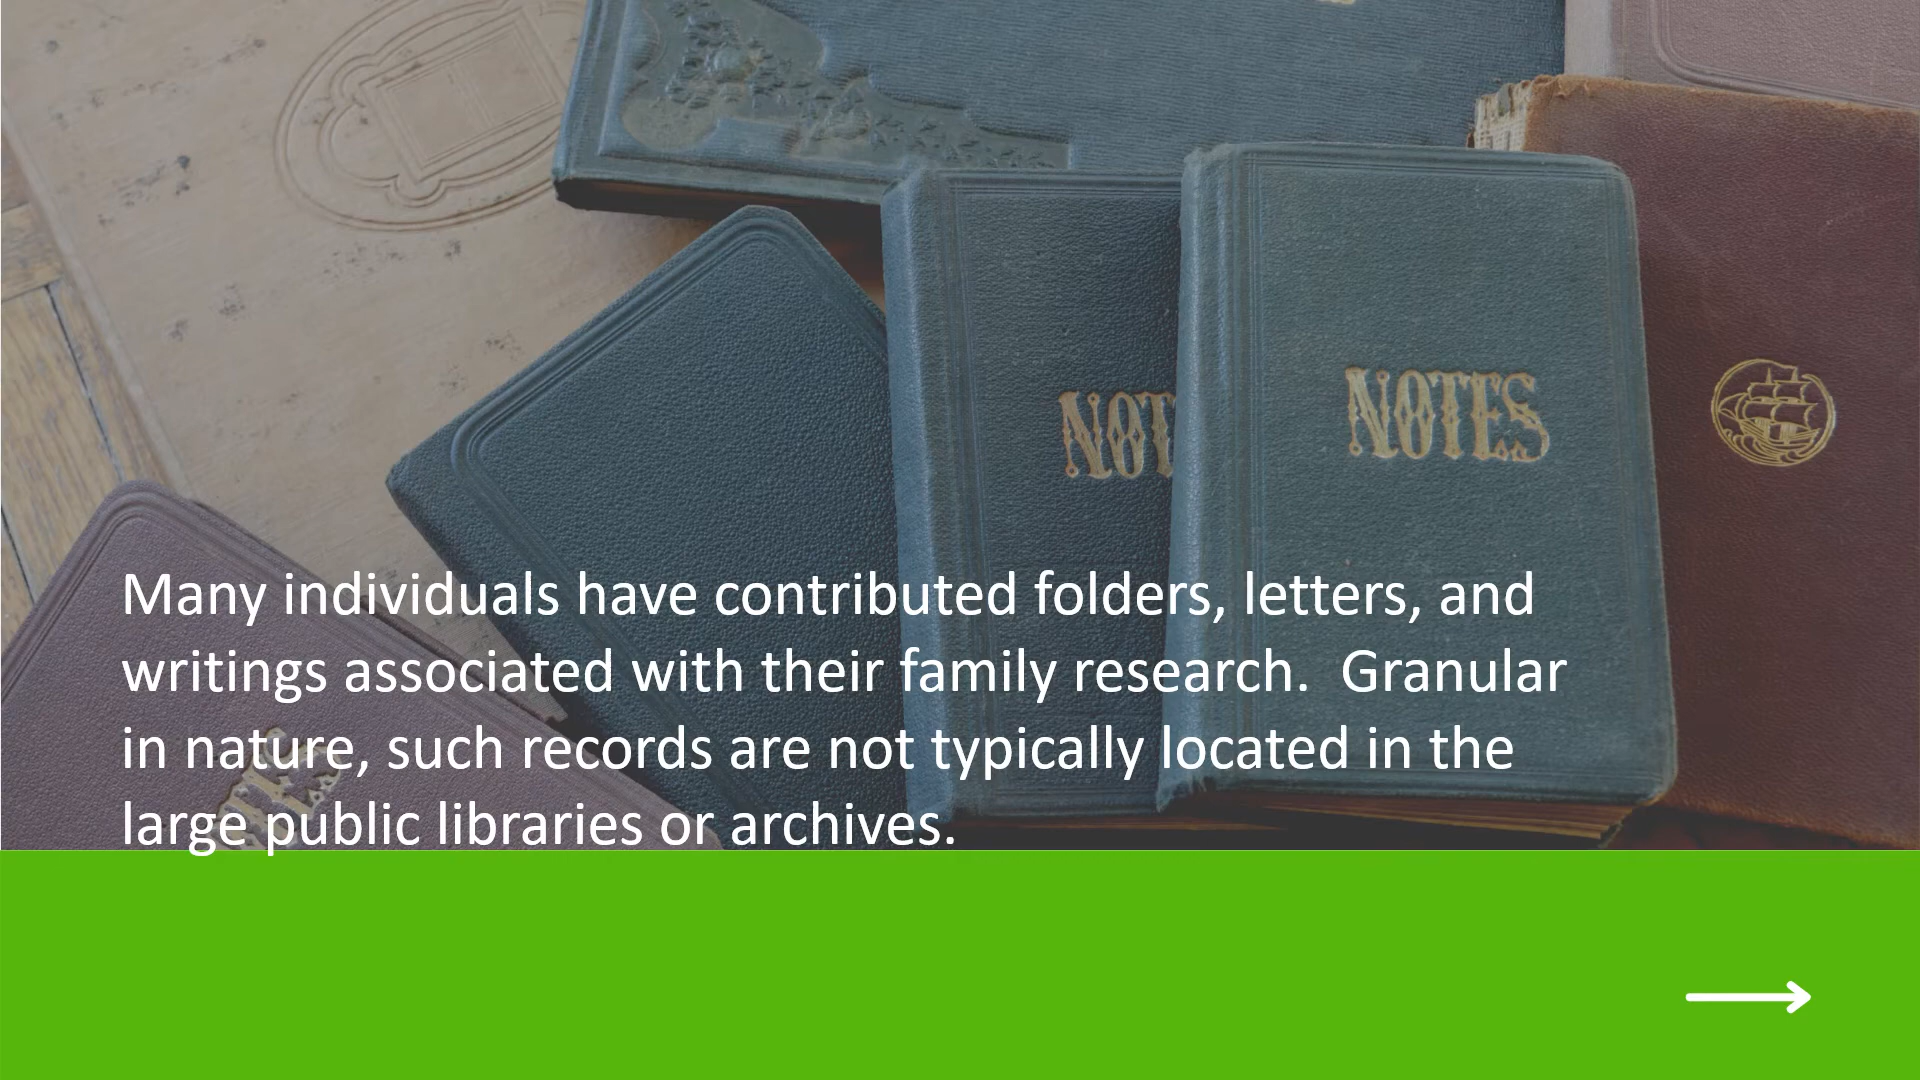 NOT
NOTES
Many individuals have contributed folders, letters, and
writings associated with their family research.  Granular
in nature, such records are not typically located in the
large public libraries or archives.